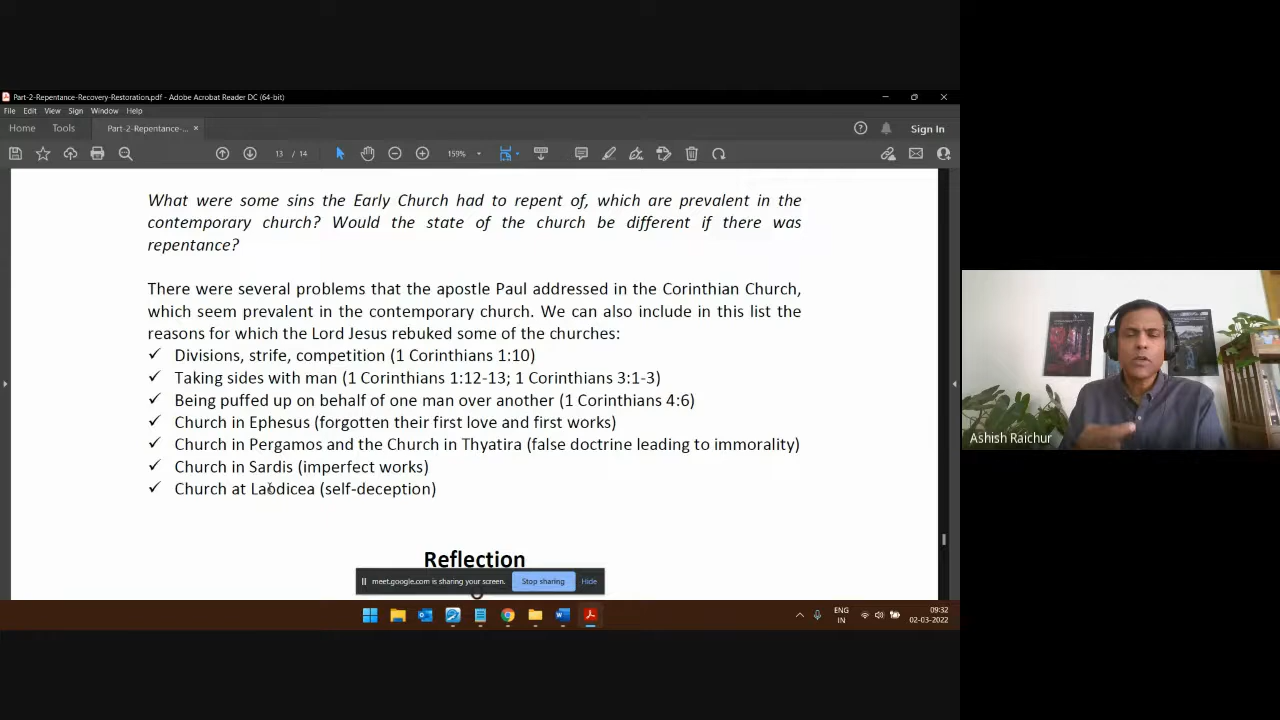 Part-2-Repentance-Recovery-Restoration.pdf - Adobe Acrobat Reader DC (64-bit)
File Edit View Sign Window Help
Home Tools Part-2-Repentance-... × Sign In
13 / 14 159%
What were some sins the Early Church had to repent of, which are prevalent in the
contemporary church? Would the state of the church be different if there was
repentance?
There were several problems that the apostle Paul addressed in the Corinthian Church,
which seem prevalent in the contemporary church. We can also include in this list the
reasons for which the Lord Jesus rebuked some of the churches:
✓ Divisions, strife, competition (1 Corinthians 1:10)
✓ Taking sides with man (1 Corinthians 1:12-13; 1 Corinthians 3:1-3)
✓ Being puffed up on behalf of one man over another (1 Corinthians 4:6)
✓ Church in Ephesus (forgotten their first love and first works)
✓ Church in Pergamos and the Church in Thyatira (false doctrine leading to immorality)
✓ Church in Sardis (imperfect works)
✓ Church at Laodicea (self-deception)
Reflection
meet.google.com is sharing your screen. Stop sharing Hide
ENG
IN
09:32
02-03-2022
Ashish Raichur